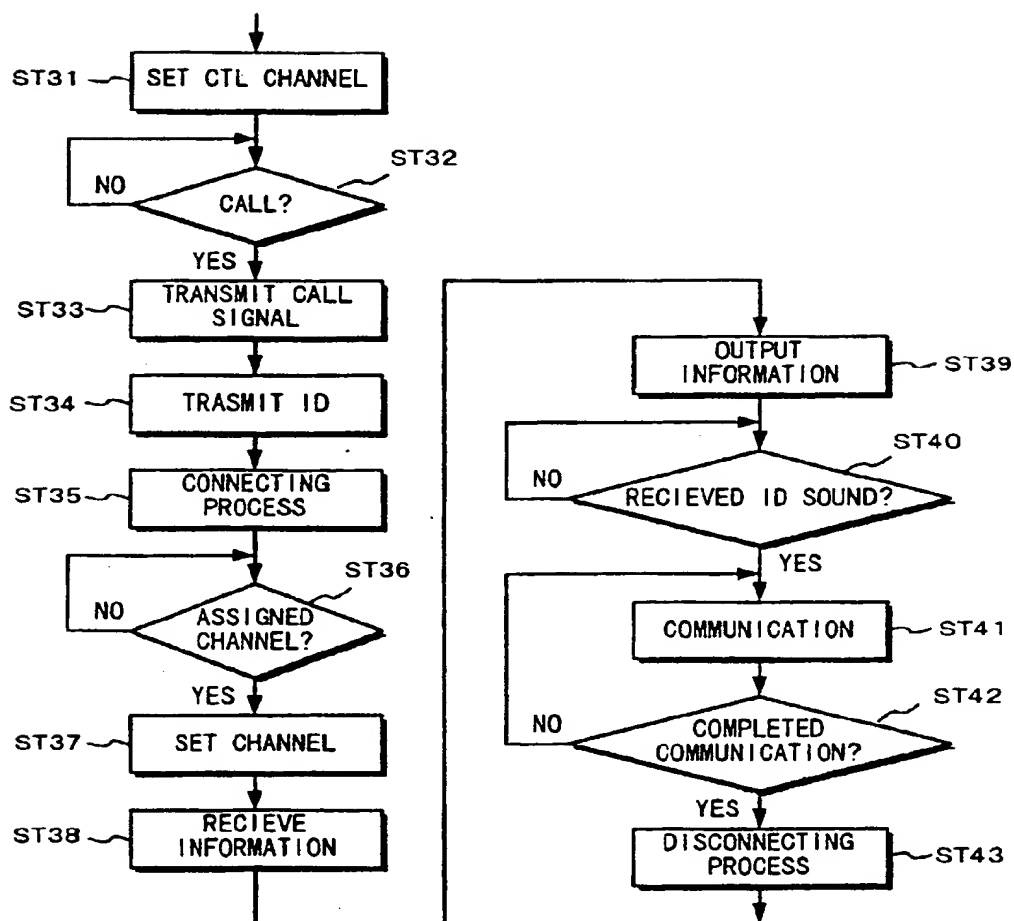 ST31
SET CTL CHANNEL
ST32
NO
CALL?
YES
ST33
TRANSMIT CALL
SIGNAL
ST34
TRASMIT ID
ST35
CONNECTING
PROCESS
ST36
NO
ASSIGNED
CHANNEL?
YES
ST37
SET CHANNEL
ST38
RECIEVE
INFORMATION
OUTPUT
INFORMATION
ST39
ST40
NO
RECIEVED ID SOUND?
YES
COMMUNICATION
ST41
ST42
NO
COMPLETED
COMMUNICATION?
YES
DISCONNECTING
PROCESS
ST43